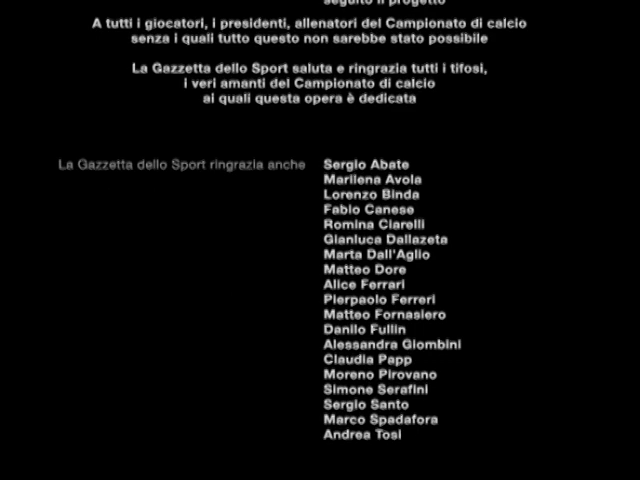 seguito il progetto
A tutti i giocatori, i presidenti, allenatori del Campionato di calcio
senza i quali tutto questo non sarebbe stato possibile
La Gazzetta dello Sport saluta e ringrazia tutti i tifosi,
i veri amanti del Campionato di calcio
ai quali questa opera è dedicata
La Gazzetta dello Sport ringrazia anche Sergio Abate
Marilena Avola
Lorenzo Binda
Fabio Canese
Romina Ciarelli
Gianluca Dallazeta
Marta Dall'Aglio
Matteo Dore
Alice Ferrari
Pierpaolo Ferreri
Matteo Fornasiero
Danilo Fullin
Alessandra Giombini
Claudia Papp
Moreno Pirovano
Simone Serafini
Sergio Santo
Marco Spadafora
Andrea Tosi